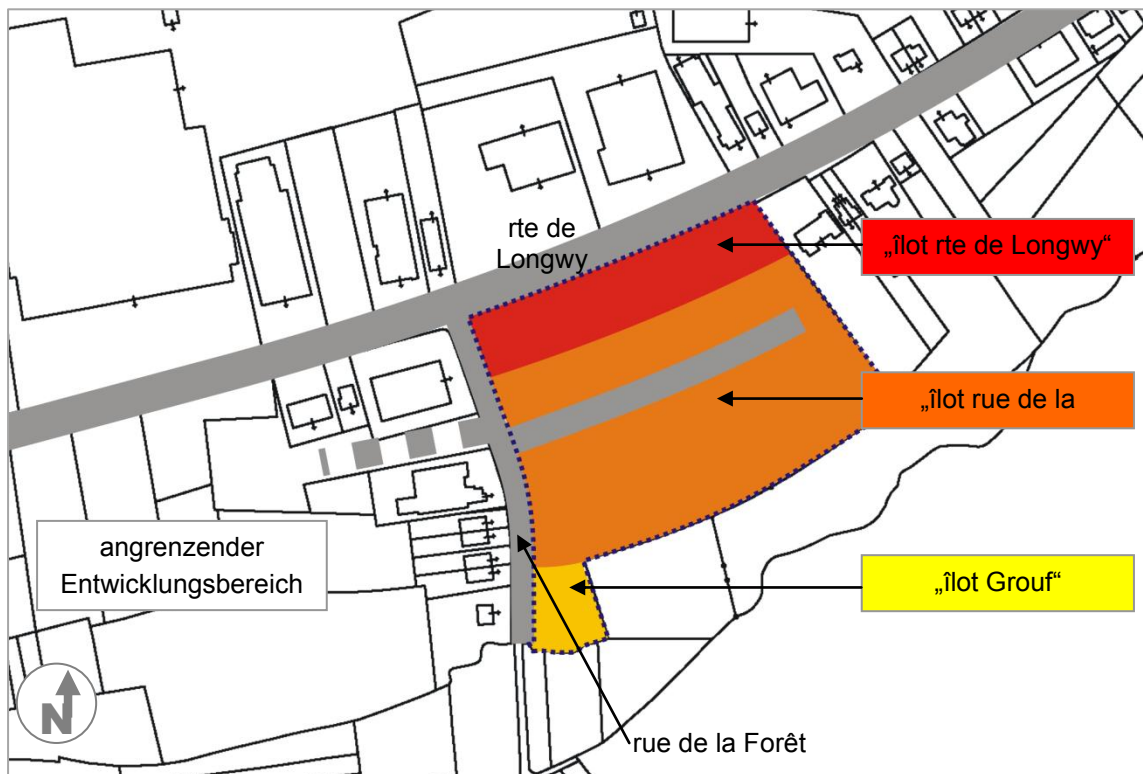 rte de
Longwy
„îlot rte de Longwy“
„îlot rue de la
angrenzender
Entwicklungsbereich
„îlot Grouf“
N
rue de la Forêt